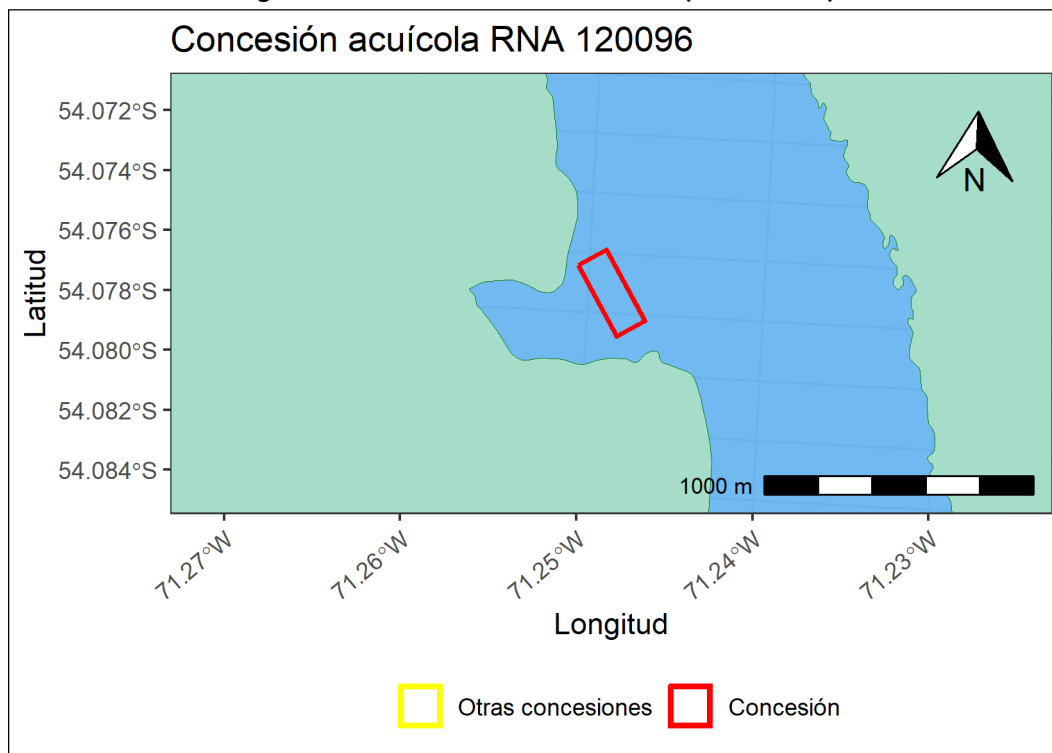 Concesión acuícola RNA 120096
54.072°S
54.074°S
54.076°S
54.078°S
54.080°S
54.082°S
54.084°S
Latitud
N
1000 m
71.27°W
71.26°W
71.25°W
71.24°W
71.23°W
Longitud
Otras concesiones
Concesión